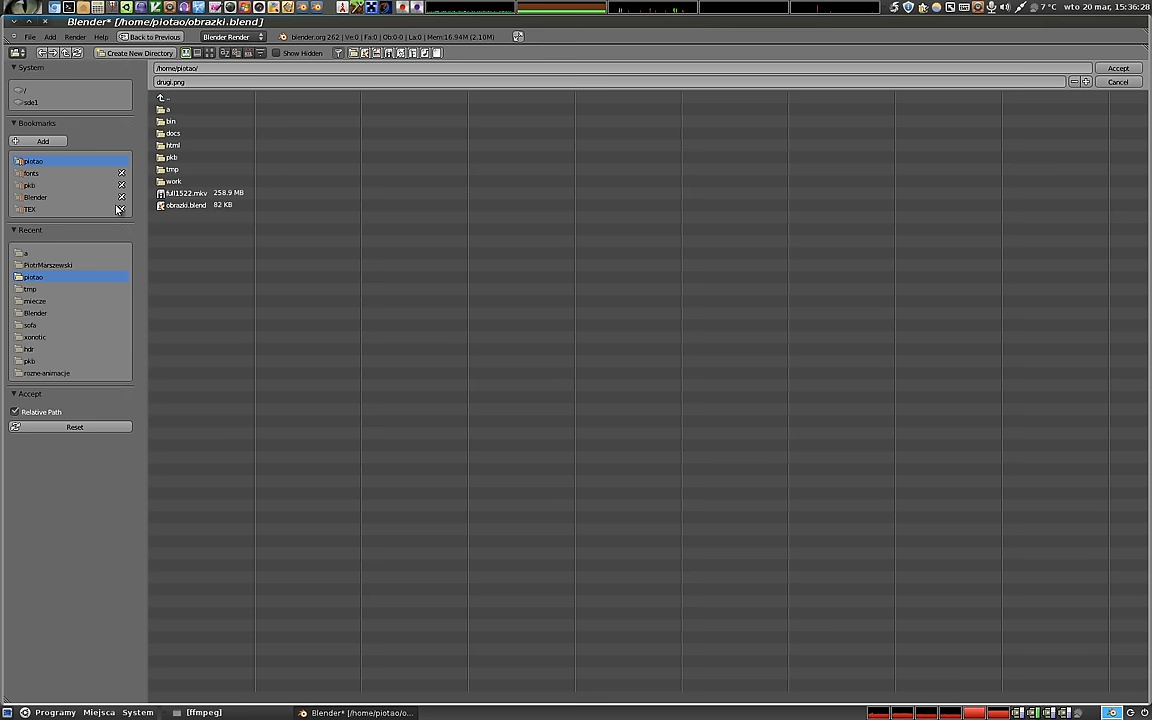 7 °C wto 20 mar, 15:36:28
Blender* [/home/piotao/obrazki.blend]
File Add Render Help Back to Previous Blender Render blender.org 262 | Ve:0 | Fa:0 | Ob:0-0 | La:0 | Mem:16.94M (2.10M)
Create New Directory Show Hidden
System
/
sde1
Bookmarks
Add
piotao
fonts
pkb
Blender
TEX
Recent
a
PiotrMarszewski
piotao
tmp
miecze
Blender
sofa
xonotic
hdr
pkb
rozne-animacje
Accept
Relative Path
Reset
/home/piotao/
Accept
drugi.png
Cancel
..
a
bin
docs
html
pkb
tmp
work
full1522.mkv 258.9 MB
obrazki.blend 82 KB
Programy Miejsca System [ffmpeg] Blender* [/home/piotao/o...